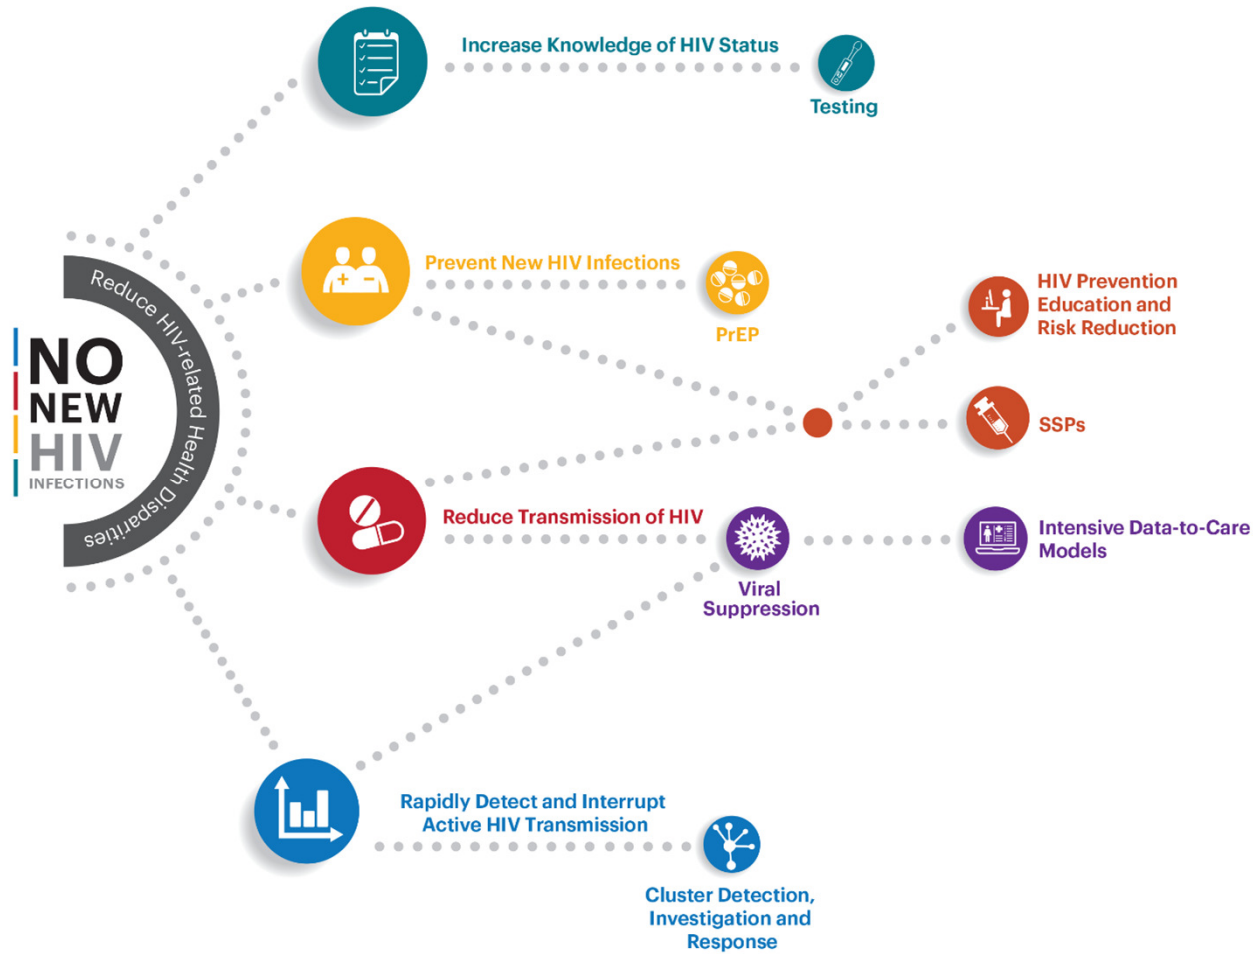 Increase Knowledge of HIV Status
Testing
Reduce HIV-related Health Disparities
NO
NEW
HIV
INFECTIONS
Prevent New HIV Infections
PrEP
HIV Prevention
Education and
Risk Reduction
SSPs
Reduce Transmission of HIV
Viral
Suppression
Intensive Data-to-Care
Models
Rapidly Detect and Interrupt
Active HIV Transmission
Cluster Detection,
Investigation and
Response